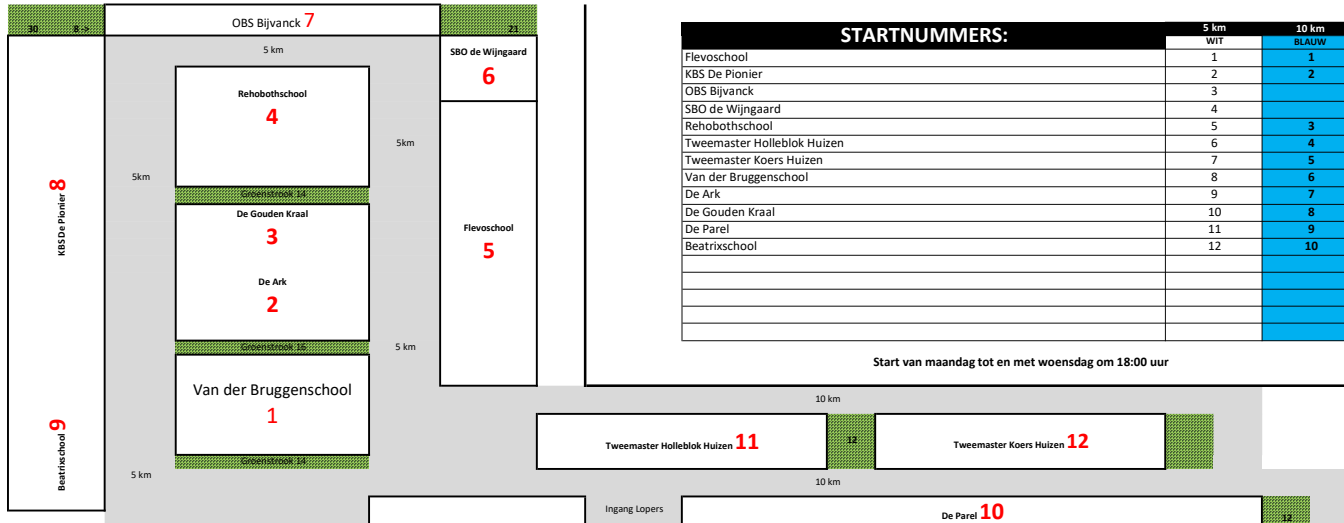 30 8 ->
OBS Bijvanck 7
21
5 km
SBO de Wijngaard
6
Rehobothschool
4
5km
5km
KBS De Pionier 8
Groenstrook 14
De Gouden Kraal
3
Flevoschool
5
De Ark
2
Groenstrook 16
5 km
Van der Bruggenschool
1
Beatrixschool 9
Groenstrook 14
5 km
STARTNUMMERS: 5 km 10 km
WIT BLAUW
Flevoschool 1 1
KBS De Pionier 2 2
OBS Bijvanck 3
SBO de Wijngaard 4
Rehobothschool 5 3
Tweemaster Holleblok Huizen 6 4
Tweemaster Koers Huizen 7 5
Van der Bruggenschool 8 6
De Ark 9 7
De Gouden Kraal 10 8
De Parel 11 9
Beatrixschool 12 10
Start van maandag tot en met woensdag om 18:00 uur
10 km
Tweemaster Holleblok Huizen 11
12
Tweemaster Koers Huizen 12
10 km
Ingang Lopers
De Parel 10
12